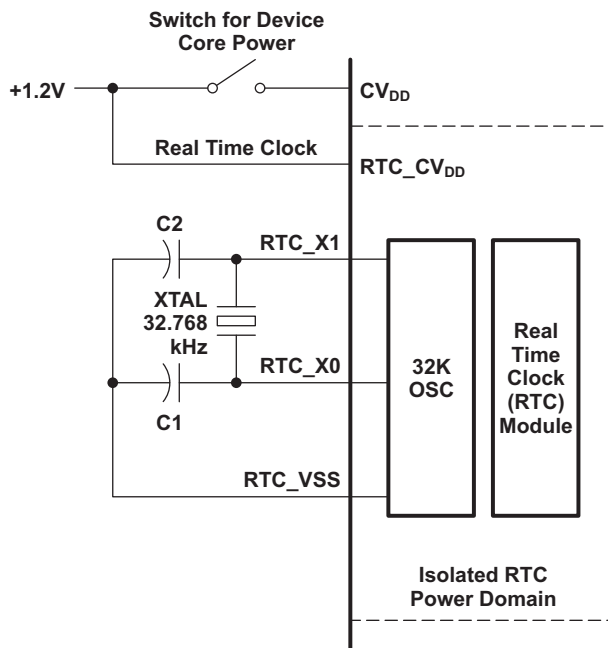 Switch for Device
Core Power
+1.2V
CVDD
Real Time Clock
RTC_CVDD
C2
RTC_X1
XTAL
32.768
kHz
RTC_X0
C1
RTC_VSS
32K
OSC
Real
Time
Clock
(RTC)
Module
Isolated RTC
Power Domain